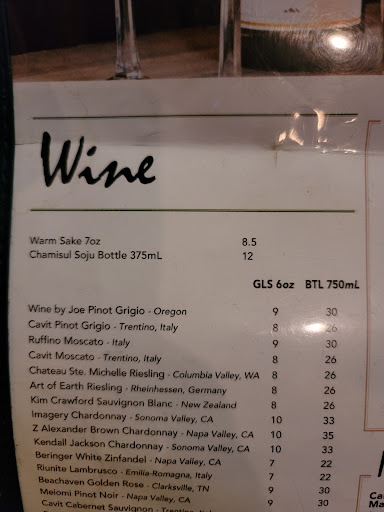 Wine
Warm Sake 7oz 8.5
Chamisul Soju Bottle 375mL 12
GLS 6oz BTL 750mL
Wine by Joe Pinot Grigio - Oregon 9 30
Cavit Pinot Grigio - Trentino, Italy 8 26
Ruffino Moscato - Italy 9 30
Cavit Moscato - Trentino, Italy 8 26
Chateau Ste. Michelle Riesling - Columbia Valley, WA 8 26
Art of Earth Riesling - Rheinhessen, Germany 8 26
Kim Crawford Sauvignon Blanc - New Zealand 8 26
Imagery Chardonnay - Sonoma Valley, CA 10 33
Z Alexander Brown Chardonnay - Napa Valley, CA 10 35
Kendall Jackson Chardonnay - Sonoma Valley, CA 10 33
Beringer White Zinfandel - Napa Valley, CA 7 22
Riunite Lambrusco - Emilia-Romagna, Italy 7 22
Beachaven Golden Rose - Clarksville, TN 9 30
Meiomi Pinot Noir - Napa Valley, CA 9 30
Cavit Cabernet Sauvignon - Trentino, Italy 8 26
Ca
Ma